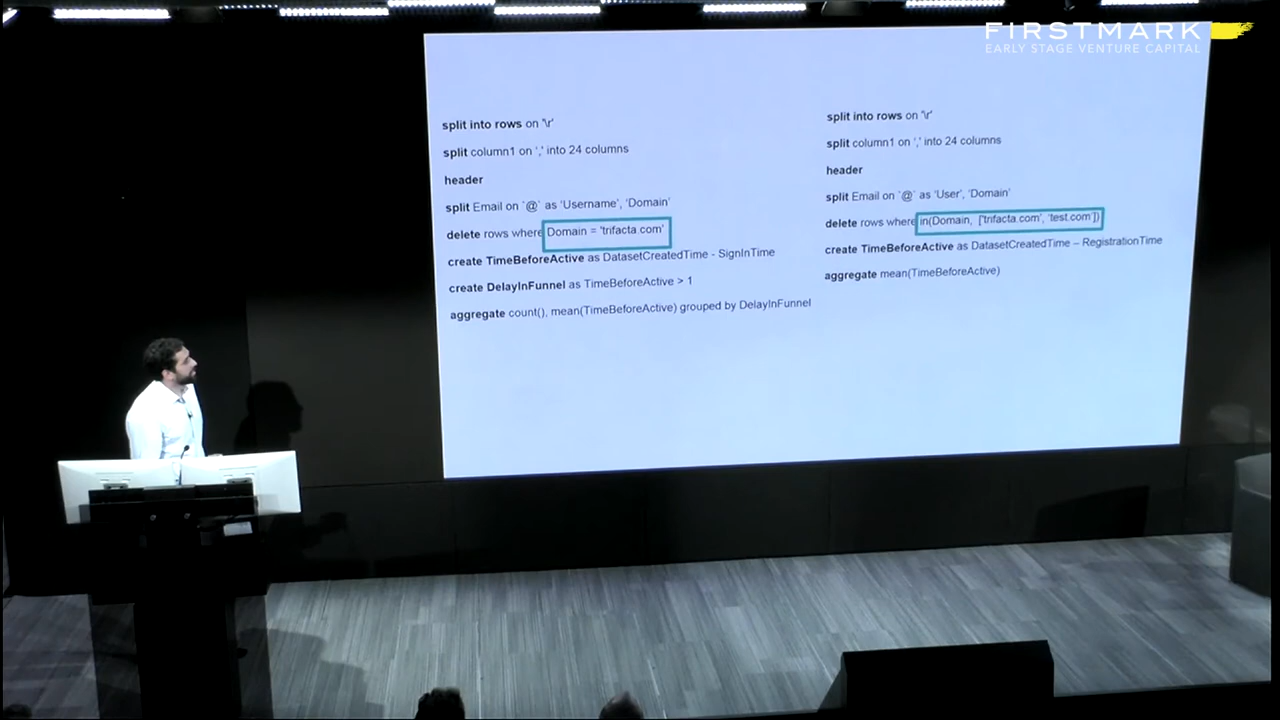 FIRSTMARK
EARLY STAGE VENTURE CAPITAL
split into rows on '\r'
split column1 on ',' into 24 columns
header
split Email on `@` as 'Username', 'Domain'
delete rows where Domain = 'trifacta.com'
create TimeBeforeActive as DatasetCreatedTime - SignInTime
create DelayInFunnel as TimeBeforeActive > 1
aggregate count(), mean(TimeBeforeActive) grouped by DelayInFunnel
split into rows on '\r'
split column1 on ',' into 24 columns
header
split Email on `@` as 'User', 'Domain'
delete rows where in(Domain, ['trifacta.com', 'test.com'])
create TimeBeforeActive as DatasetCreatedTime – RegistrationTime
aggregate mean(TimeBeforeActive)